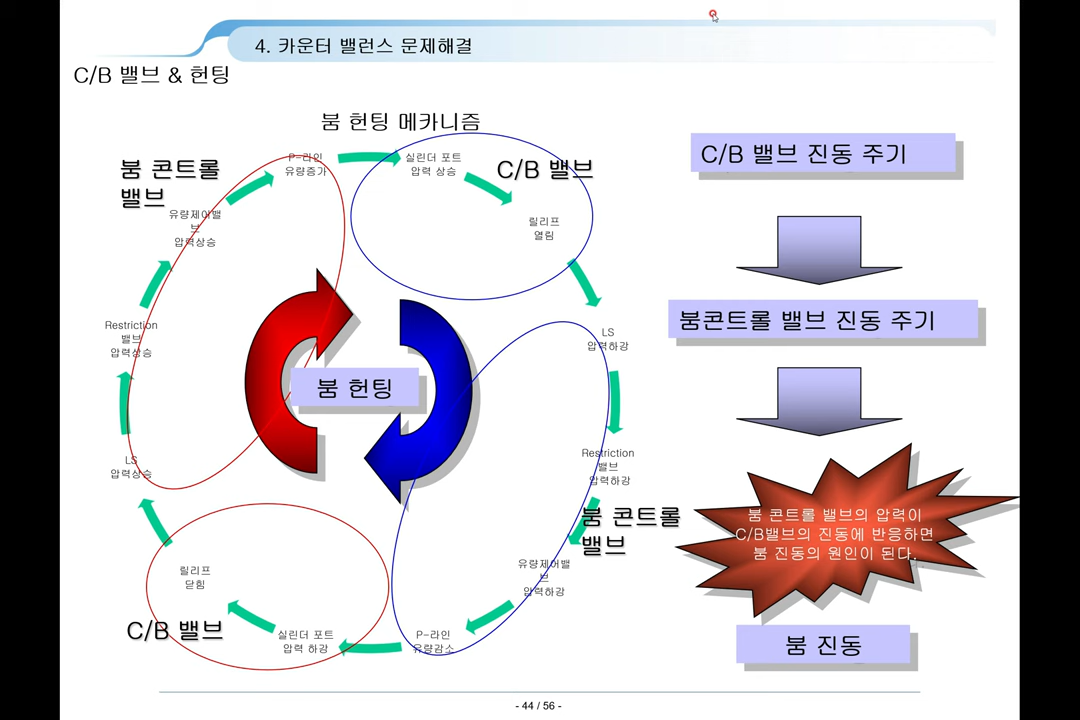 4. 카운터 밸런스 문제해결
C/B 밸브 & 헌팅
붐 헌팅 메카니즘
붐 콘트롤
밸브
P-라인
유량증가
실린더 포트
압력 상승
C/B 밸브
유량제어밸
브
압력상승
릴리프
열림
Restriction
밸브
압력상승
LS
압력하강
붐 헌팅
LS
압력상승
Restriction
밸브
압력하강
붐 콘트롤
밸브
유량제어밸
브
압력하강
릴리프
닫힘
C/B 밸브
실린더 포트
압력 하강
P-라인
유량감소
C/B 밸브 진동 주기
붐콘트롤 밸브 진동 주기
붐 콘트롤 밸브의 압력이
C/B밸브의 진동에 반응하면
붐 진동의 원인이 된다.
붐 진동
- 44 / 56 -